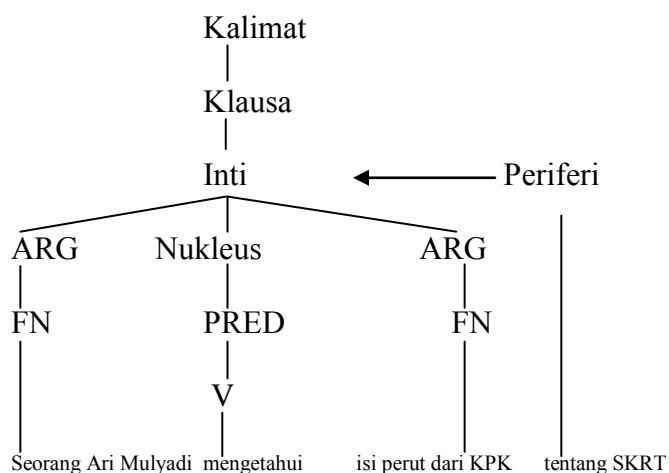 Kalimat
Klausa
Inti Periferi
ARG Nukleus ARG
FN PRED FN
V
Seorang Ari Mulyadi mengetahui isi perut dari KPK tentang SKRT